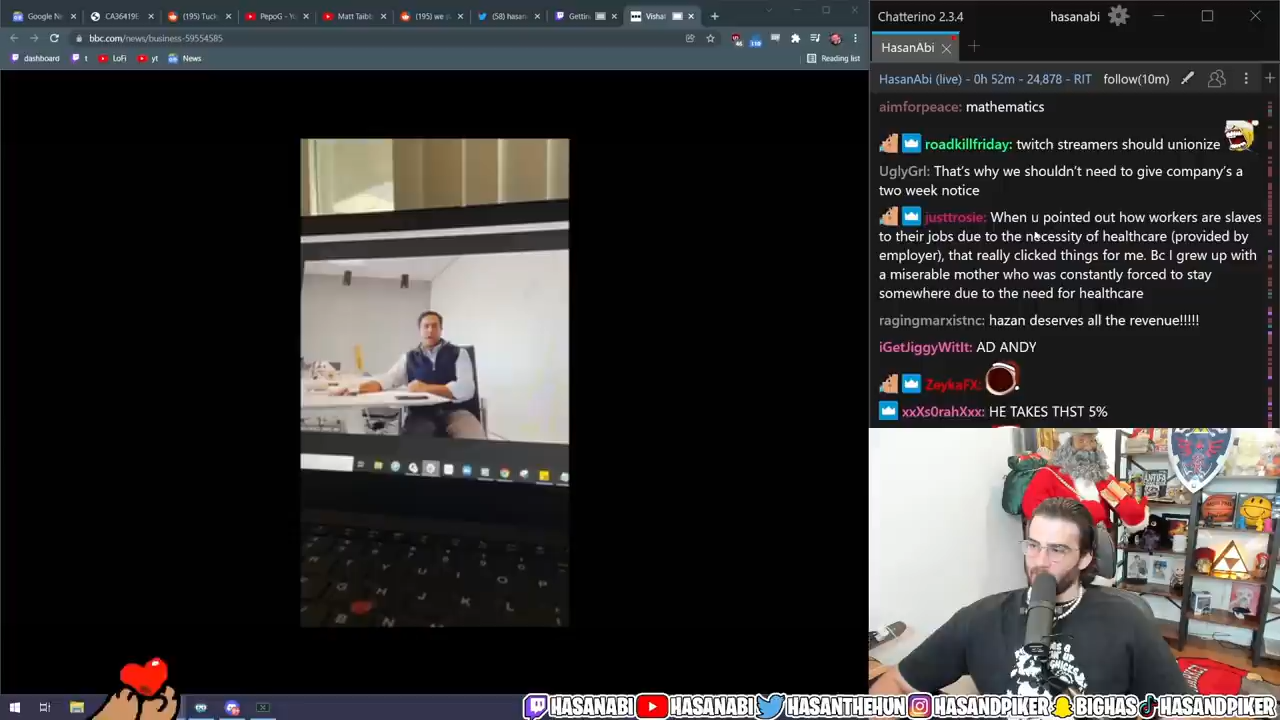 Google Ne
CA36419
(195) Tuck
PepoG - Y
Matt Taibb
(195) we
(58) hasan
Gettin
Vishal
bbc.com/news/business-59554585
dashboard
t
LoFi
yt
News
Reading list
Chatterino 2.3.4
hasanabi
HasanAbi
HasanAbi (live) - 0h 52m - 24,878 - RIT
follow(10m)
aimforpeace: mathematics
roadkillfriday: twitch streamers should unionize
UglyGrl: That's why we shouldn't need to give company's a
two week notice
justtrosie: When u pointed out how workers are slaves
to their jobs due to the necessity of healthcare (provided by
employer), that really clicked things for me. Bc I grew up with
a miserable mother who was constantly forced to stay
somewhere due to the need for healthcare
ragingmarxistnc: hazan deserves all the revenue!!!!!
iGetJiggyWitIt: AD ANDY
ZeykaFX:
xxXs0rahXxx: HE TAKES THST 5%
HASANABI
HASANABI
HASANTHEHUN
HASANDPIKER
BIGHAS
HASANDPIKER